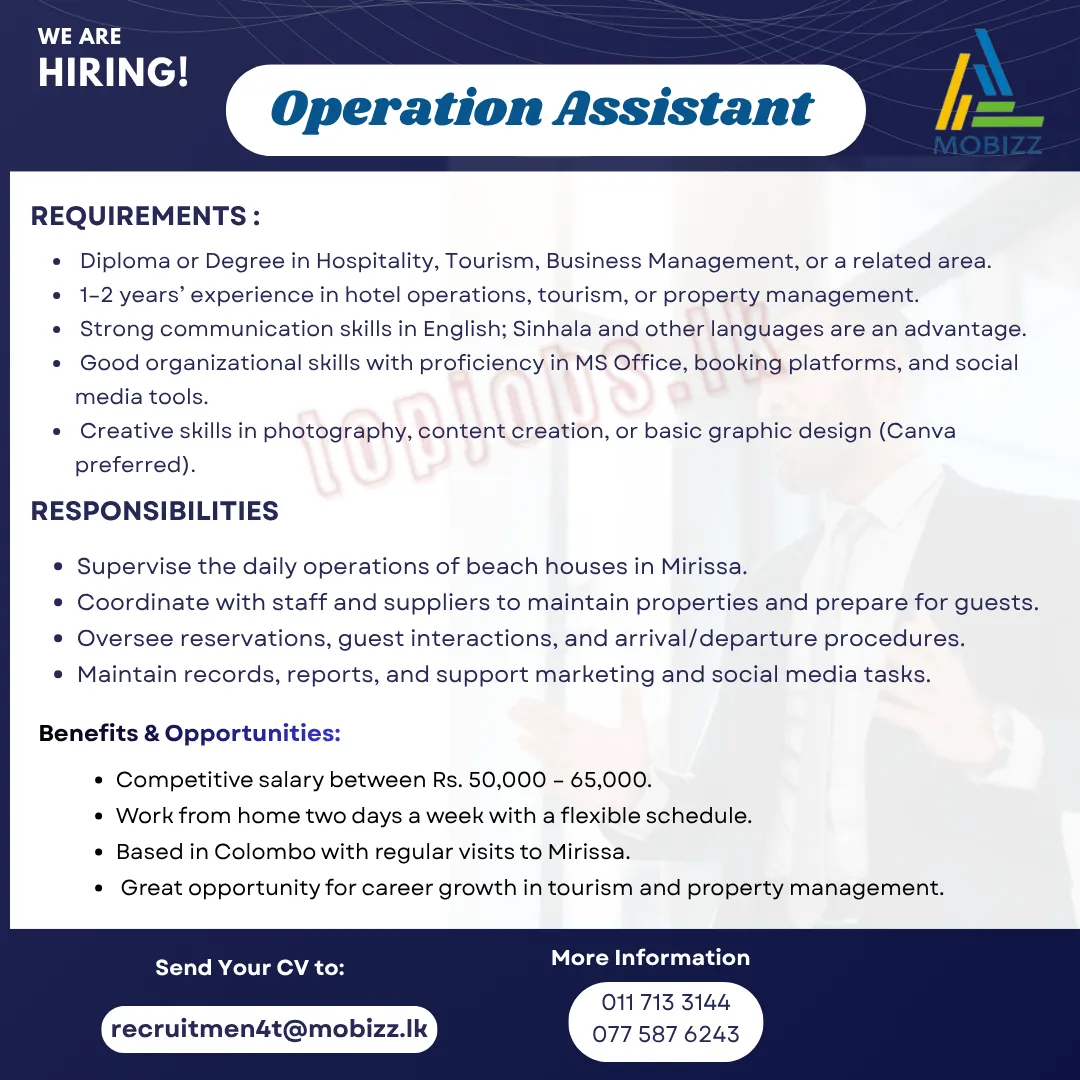 WE ARE
HIRING!
Operation Assistant
MOBIZZ
REQUIREMENTS :
• Diploma or Degree in Hospitality, Tourism, Business Management, or a related area.
• 1–2 years’ experience in hotel operations, tourism, or property management.
• Strong communication skills in English; Sinhala and other languages are an advantage.
• Good organizational skills with proficiency in MS Office, booking platforms, and social
media tools.
• Creative skills in photography, content creation, or basic graphic design (Canva
preferred).
topjobs.lk
RESPONSIBILITIES
• Supervise the daily operations of beach houses in Mirissa.
• Coordinate with staff and suppliers to maintain properties and prepare for guests.
• Oversee reservations, guest interactions, and arrival/departure procedures.
• Maintain records, reports, and support marketing and social media tasks.
Benefits & Opportunities:
• Competitive salary between Rs. 50,000 – 65,000.
• Work from home two days a week with a flexible schedule.
• Based in Colombo with regular visits to Mirissa.
• Great opportunity for career growth in tourism and property management.
Send Your CV to:
recruitmen4t@mobizz.lk
More Information
011 713 3144
077 587 6243